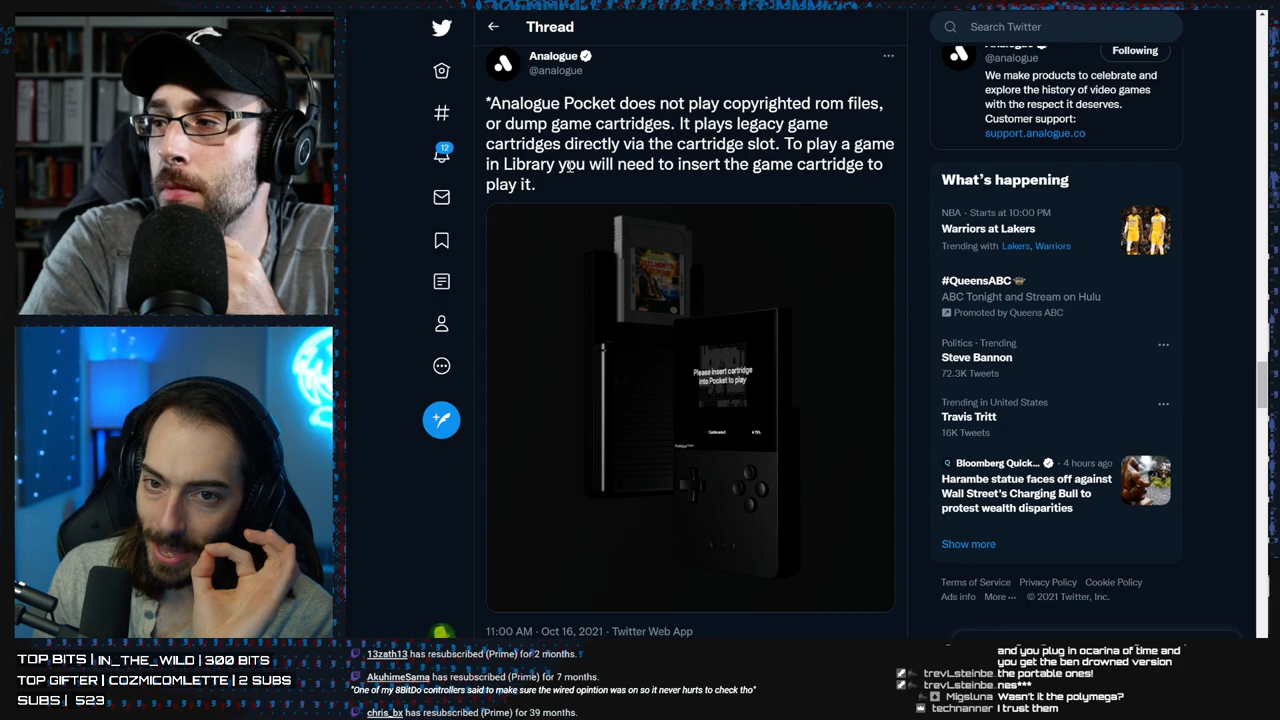 Thread
Analogue
@analogue
*Analogue Pocket does not play copyrighted rom files,
or dump game cartridges. It plays legacy game
cartridges directly via the cartridge slot. To play a game
in Library you will need to insert the game cartridge to
play it.
Please insert cartridge
into Pocket to play
11:00 AM · Oct 16, 2021 · Twitter Web App
12
Search Twitter
@analogue
Following
We make products to celebrate and
explore the history of video games
with the respect it deserves.
Customer support:
support.analogue.co
What's happening
NBA · Starts at 10:00 PM
Warriors at Lakers
Trending with Lakers, Warriors
#QueensABC
ABC Tonight and Stream on Hulu
Promoted by Queens ABC
Politics · Trending
Steve Bannon
72.3K Tweets
Trending in United States
Travis Tritt
16K Tweets
Bloomberg Quick... · 4 hours ago
Harambe statue faces off against
Wall Street's Charging Bull to
protest wealth disparities
Show more
Terms of Service Privacy Policy Cookie Policy
Ads info More ··· © 2021 Twitter, Inc.
TOP BITS | IN_THE_WILD | 300 BITS
TOP GIFTER | COZMICOMLETTE | 2 SUBS
SUBS | 523
13zath13 has resubscribed (Prime) for 2 months.
AkuhimeSama has resubscribed (Prime) for 7 months.
"One of my 8BitDo controllers said to make sure the wired opintion was on so it never hurts to check tho"
chris_bx has resubscribed (Prime) for 39 months.
and you plug in ocarina of time and
you get the ben drowned version
trevLsteinbe the portable ones!
trevLsteinbe nes***
Migsluna Wasn't it the polymega?
technanner I trust them